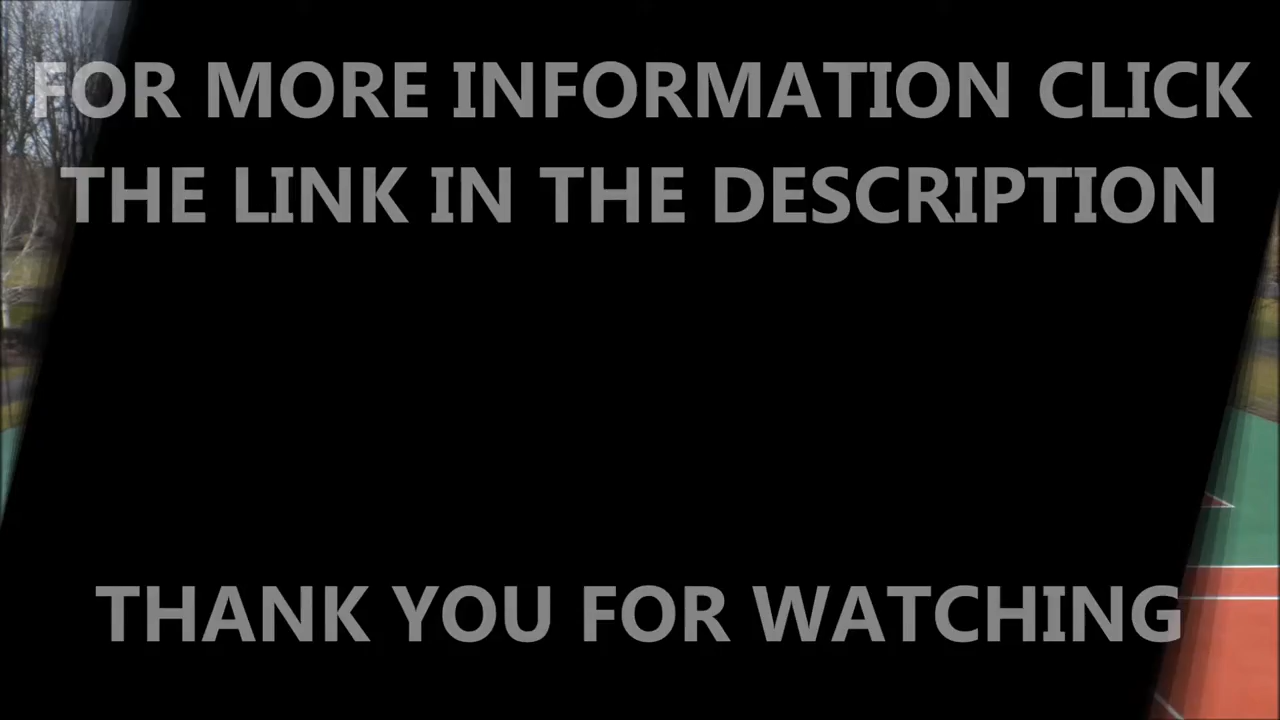 FOR MORE INFORMATION CLICK
THE LINK IN THE DESCRIPTION
THANK YOU FOR WATCHING